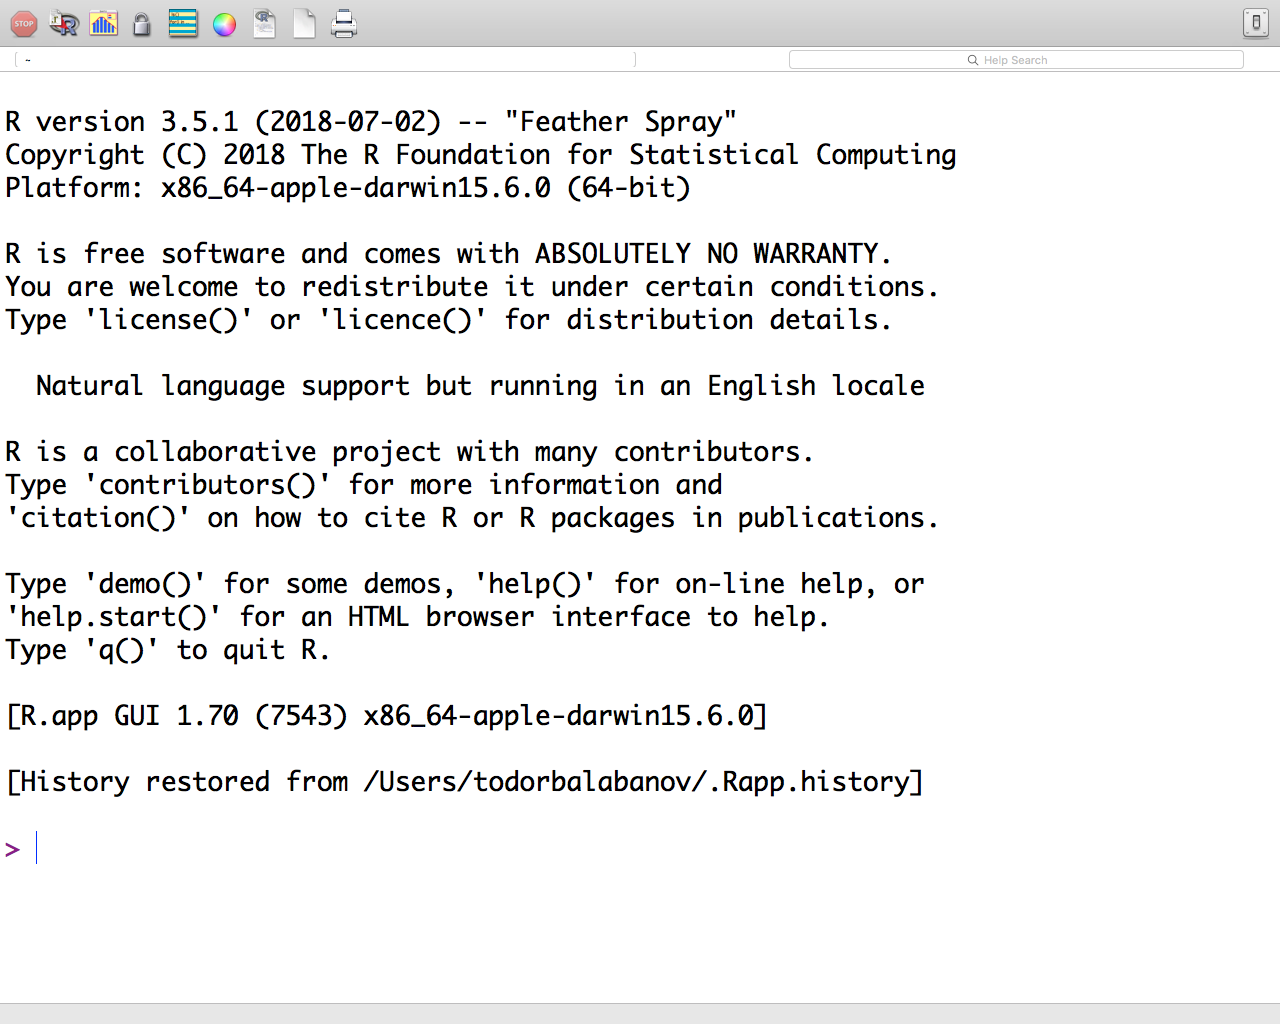 STOP
~
Help Search
R version 3.5.1 (2018-07-02) -- "Feather Spray"
Copyright (C) 2018 The R Foundation for Statistical Computing
Platform: x86_64-apple-darwin15.6.0 (64-bit)
R is free software and comes with ABSOLUTELY NO WARRANTY.
You are welcome to redistribute it under certain conditions.
Type 'license()' or 'licence()' for distribution details.
Natural language support but running in an English locale
R is a collaborative project with many contributors.
Type 'contributors()' for more information and
'citation()' on how to cite R or R packages in publications.
Type 'demo()' for some demos, 'help()' for on-line help, or
'help.start()' for an HTML browser interface to help.
Type 'q()' to quit R.
[R.app GUI 1.70 (7543) x86_64-apple-darwin15.6.0]
[History restored from /Users/todorbalabanov/.Rapp.history]
>